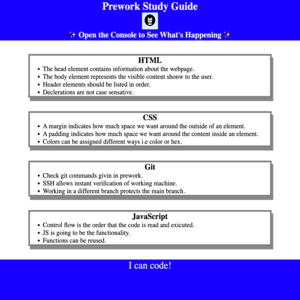 Prework Study Guide
✨ Open the Console to See What's Happening ✨
HTML
The head element contains information about the webpage.
The body element represents the visible content shonw to the user.
Header elements should be listed in order.
Declerations are not case sensative.
CSS
A margin indicates how much space we want around the outside of an element.
A padding indicates how much space we want around the content inside an element.
Colors can be assigned different ways i.e color or hex.
Git
Check git commands givin in prework.
SSH allows instant verification of working machine.
Working in a different branch protects the main branch.
JavaScript
Control flow is the order that the code is read and exicuted.
JS is going to be the functionality.
Functions can be reused.
I can code!